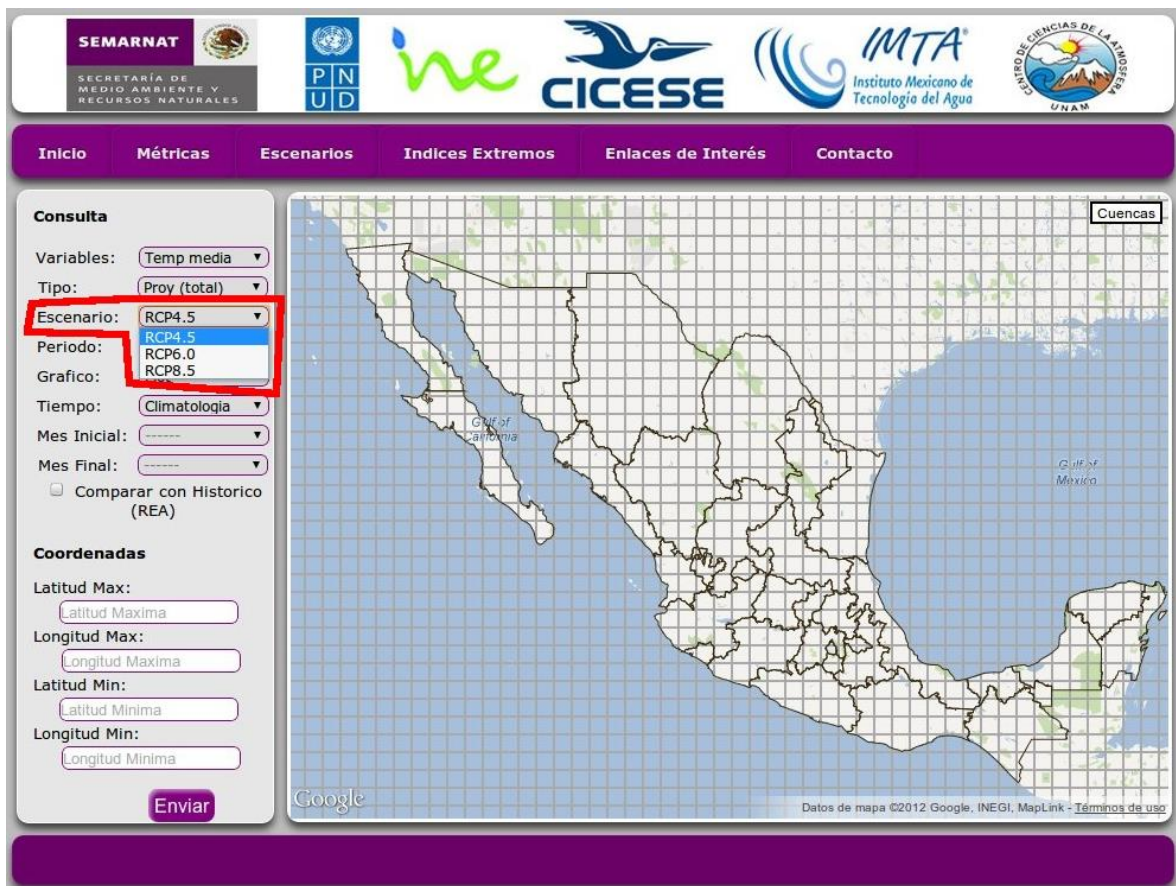 SEMARNAT
SECRETARÍA DE
MEDIO AMBIENTE Y
RECURSOS NATURALES
P N
U D
ine
CICESE
IMTA
Instituto Mexicano de
Tecnología del Agua
CENTRO DE CIENCIAS DE LA ATMOSFERA
UNAM
Inicio Métricas Escenarios Indices Extremos Enlaces de Interés Contacto
Consulta
Variables: Temp media
Tipo: Proy (total)
Escenario: RCP4.5
RCP4.5
Periodo: RCP6.0
Grafico: RCP8.5
Tiempo: Climatologia
Mes Inicial: ------
Mes Final: ------
Comparar con Historico
(REA)
Coordenadas
Latitud Max:
Latitud Maxima
Longitud Max:
Longitud Maxima
Latitud Min:
Latitud Minima
Longitud Min:
Longitud Minima
Enviar
Cuencas
Gulf of
California
Gulf of
Mexico
Google
Datos de mapa ©2012 Google, INEGI, MapLink - Términos de uso